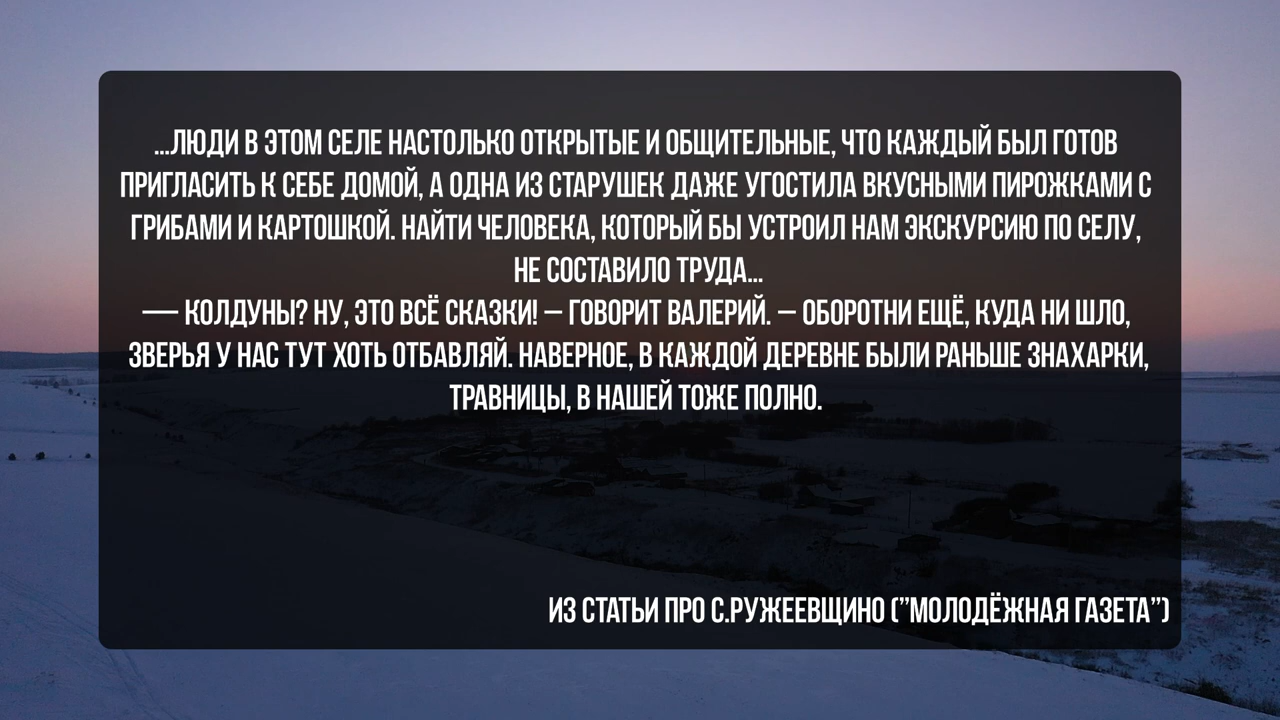 ...ЛЮДИ В ЭТОМ СЕЛЕ НАСТОЛЬКО ОТКРЫТЫЕ И ОБЩИТЕЛЬНЫЕ, ЧТО КАЖДЫЙ БЫЛ ГОТОВ
ПРИГЛАСИТЬ К СЕБЕ ДОМОЙ, А ОДНА ИЗ СТАРУШЕК ДАЖЕ УГОСТИЛА ВКУСНЫМИ ПИРОЖКАМИ С
ГРИБАМИ И КАРТОШКОЙ. НАЙТИ ЧЕЛОВЕКА, КОТОРЫЙ БЫ УСТРОИЛ НАМ ЭКСКУРСИЮ ПО СЕЛУ,
НЕ СОСТАВИЛО ТРУДА...
— КОЛДУНЫ? НУ, ЭТО ВСЁ СКАЗКИ! – ГОВОРИТ ВАЛЕРИЙ. – ОБОРОТНИ ЕЩЁ, КУДА НИ ШЛО,
ЗВЕРЬЯ У НАС ТУТ ХОТЬ ОТБАВЛЯЙ. НАВЕРНОЕ, В КАЖДОЙ ДЕРЕВНЕ БЫЛИ РАНЬШЕ ЗНАХАРКИ,
ТРАВНИЦЫ, В НАШЕЙ ТОЖЕ ПОЛНО.
ИЗ СТАТЬИ ПРО С.РУЖЕЕВЩИНО ("МОЛОДЁЖНАЯ ГАЗЕТА")